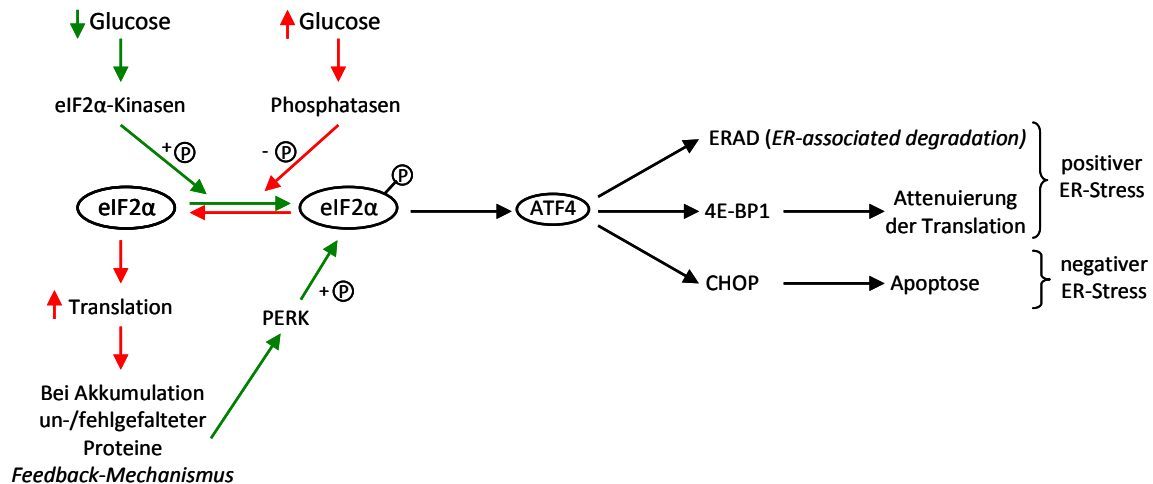 Glucose
Glucose
eIF2α-Kinasen
Phosphatasen
+ P
- P
P
eIF2α
eIF2α
ATF4
ERAD (ER-associated degradation)
4E-BP1
Attenuierung
der Translation
CHOP
Apoptose
positiver
ER-Stress
negativer
ER-Stress
Translation
+ P
PERK
Bei Akkumulation
un-/fehlgefalteter
Proteine
Feedback-Mechanismus